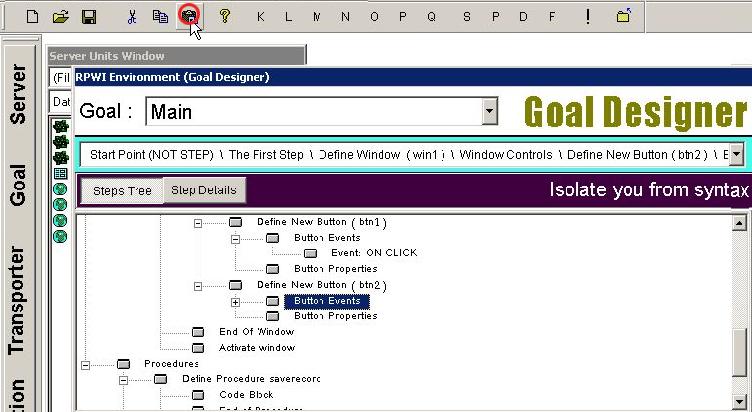 K L M N O P Q S P D F !
Server Units Window
(Fil
RPWI Environment (Goal Designer)
Dat
Goal : Main
Goal Designer
Start Point (NOT STEP) \ The First Step \ Define Window ( win1 ) \ Window Controls \ Define New Button ( btn2 ) \ E
Steps Tree Step Details
Isolate you from syntax
Define New Button ( btn1 )
Button Events
Event: ON CLICK
Button Properties
Define New Button ( btn2 )
Button Events
Button Properties
End Of Window
Activate window
Procedures
Define Procedure saverecord
Code Block
End of Procedure
Server
Goal
Transporter
tion